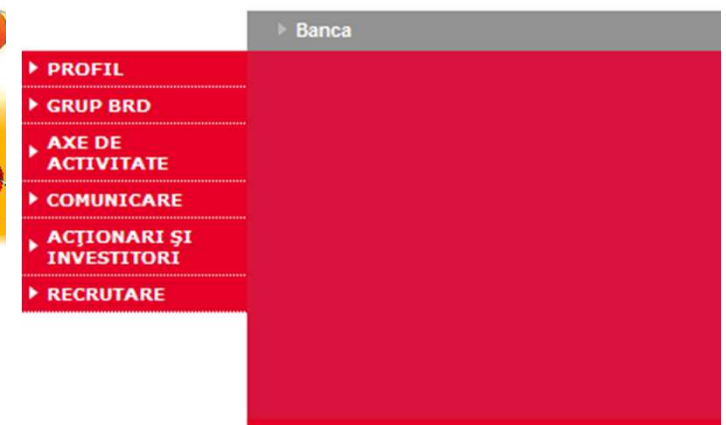 Banca
PROFIL
GRUP BRD
AXE DE
ACTIVITATE
COMUNICARE
ACŢIONARI ŞI
INVESTITORI
RECRUTARE